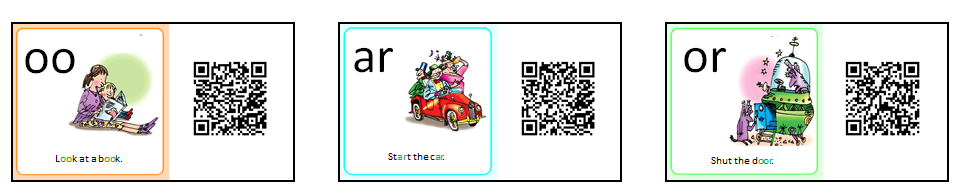 oo
Look at a book.
ar
Start the car.
or
Shut the door.